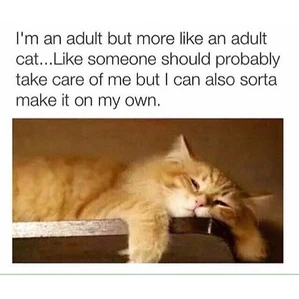 I'm an adult but more like an adult
cat...Like someone should probably
take care of me but I can also sorta
make it on my own.